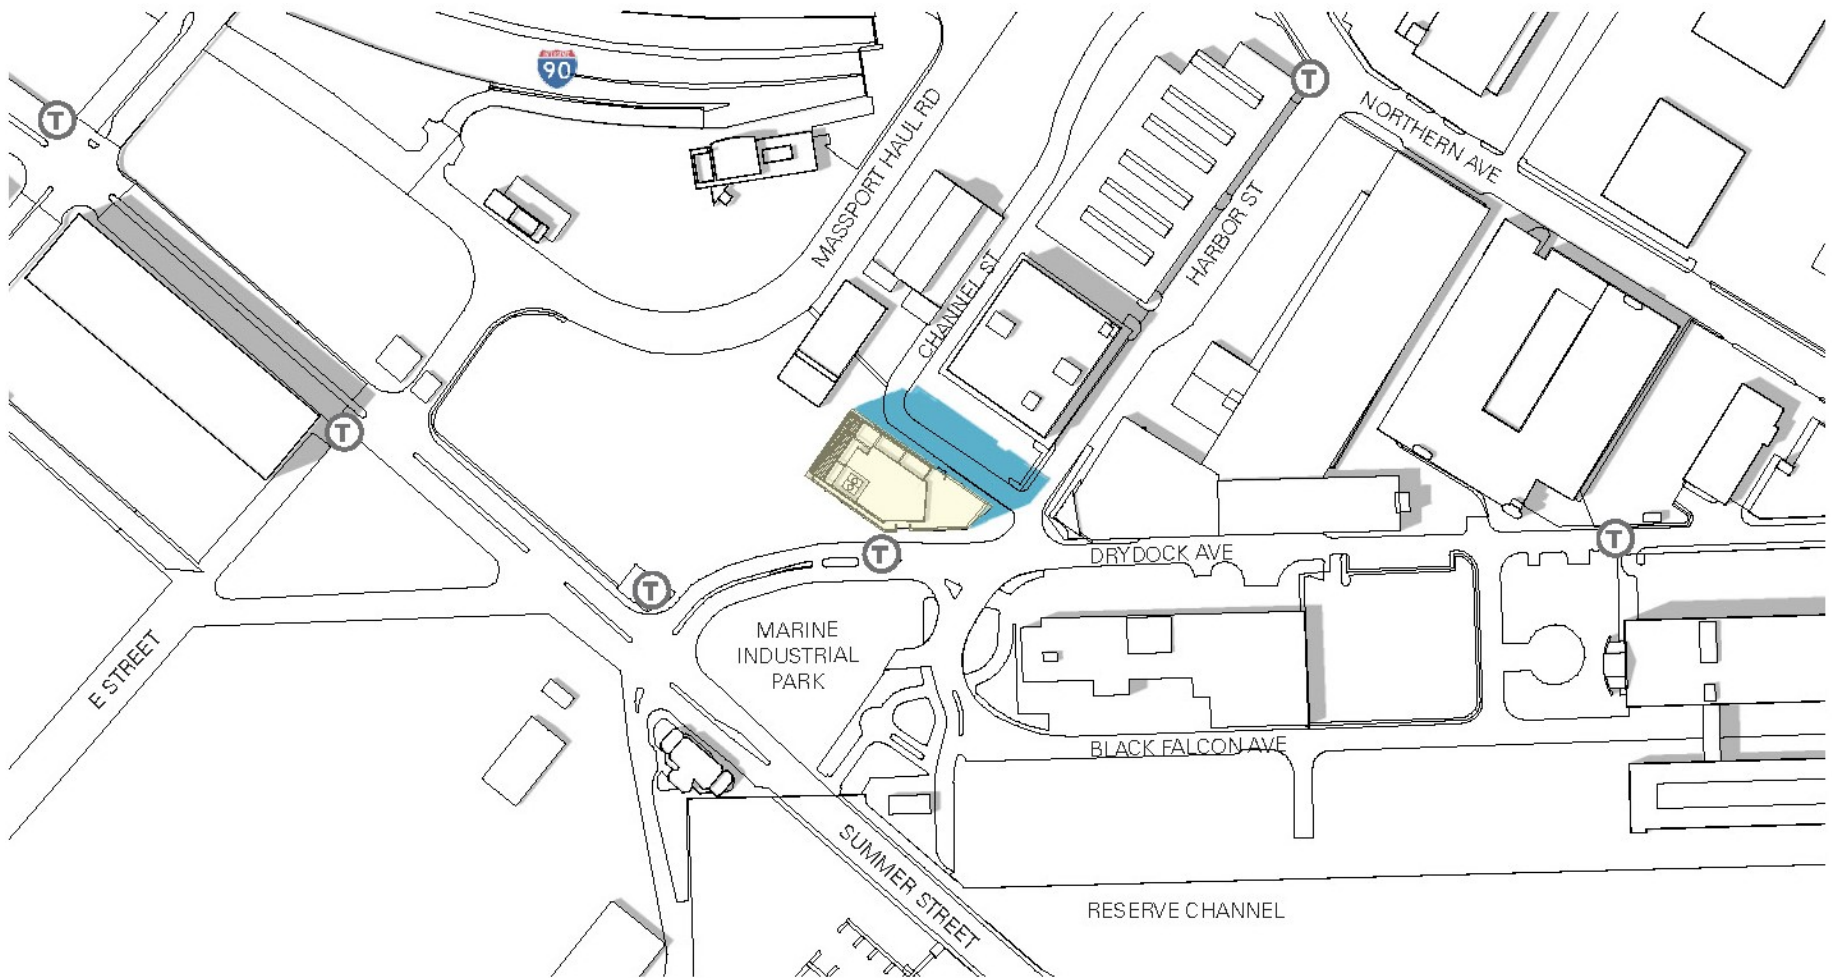 INTERSTATE
90
T
T
NORTHERN AVE
MASSPORT HAUL RD
HARBOR ST
CHANNEL ST
T
T
T
T
DRYDOCK AVE
MARINE
INDUSTRIAL
PARK
E STREET
BLACK FALCON AVE
SUMMER STREET
RESERVE CHANNEL